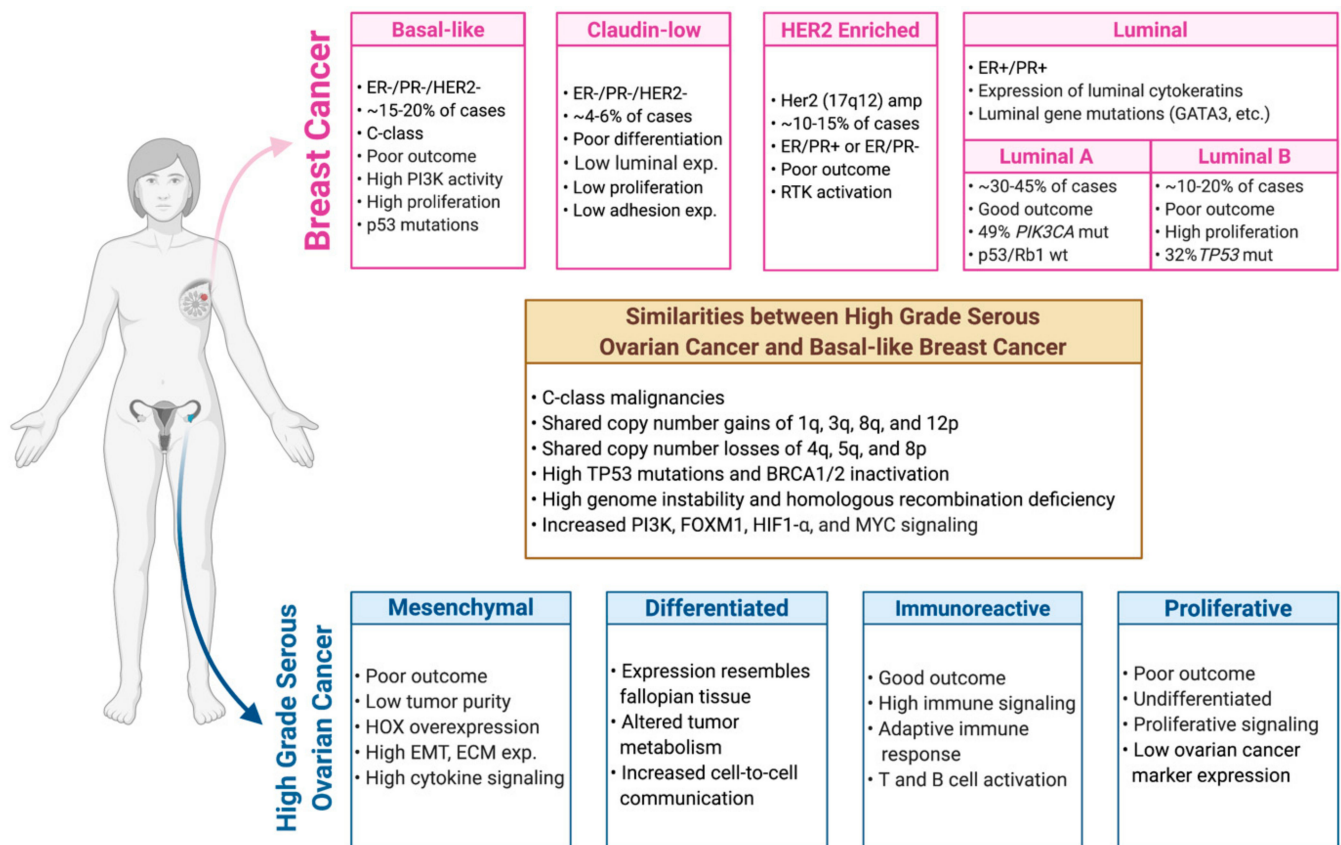 Breast Cancer
Basal-like
• ER-/PR-/HER2-
• ~15-20% of cases
• C-class
• Poor outcome
• High PI3K activity
• High proliferation
• p53 mutations
Claudin-low
• ER-/PR-/HER2-
• ~4-6% of cases
• Poor differentiation
• Low luminal exp.
• Low proliferation
• Low adhesion exp.
HER2 Enriched
• Her2 (17q12) amp
• ~10-15% of cases
• ER/PR+ or ER/PR-
• Poor outcome
• RTK activation
Luminal
• ER+/PR+
• Expression of luminal cytokeratins
• Luminal gene mutations (GATA3, etc.)
Luminal A
• ~30-45% of cases
• Good outcome
• 49% PIK3CA mut
• p53/Rb1 wt
Luminal B
• ~10-20% of cases
• Poor outcome
• High proliferation
• 32% TP53 mut
Similarities between High Grade Serous
Ovarian Cancer and Basal-like Breast Cancer
• C-class malignancies
• Shared copy number gains of 1q, 3q, 8q, and 12p
• Shared copy number losses of 4q, 5q, and 8p
• High TP53 mutations and BRCA1/2 inactivation
• High genome instability and homologous recombination deficiency
• Increased PI3K, FOXM1, HIF1-α, and MYC signaling
High Grade Serous
Ovarian Cancer
Mesenchymal
• Poor outcome
• Low tumor purity
• HOX overexpression
• High EMT, ECM exp.
• High cytokine signaling
Differentiated
• Expression resembles
fallopian tissue
• Altered tumor
metabolism
• Increased cell-to-cell
communication
Immunoreactive
• Good outcome
• High immune signaling
• Adaptive immune
response
• T and B cell activation
Proliferative
• Poor outcome
• Undifferentiated
• Proliferative signaling
• Low ovarian cancer
marker expression